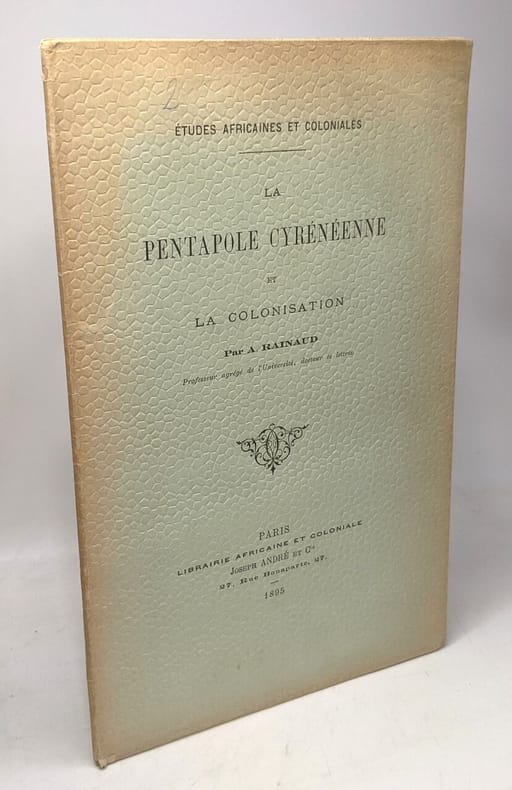 2
ÉTUDES AFRICAINES ET COLONIALES
LA
PENTAPOLE CYRÉNÉENNE
ET
LA COLONISATION
Par A. RAINAUD
Professeur agrégé de l'Université, docteur ès lettres
PARIS
LIBRAIRIE AFRICAINE ET COLONIALE
JOSEPH ANDRÉ ET Cie
27, Rue Bonaparte, 27.
1895